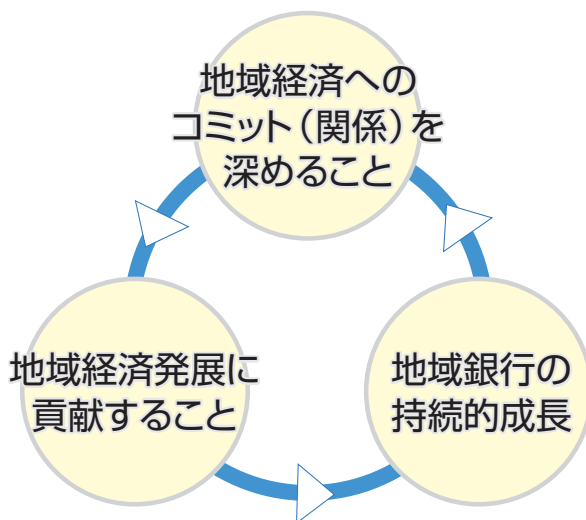 地域経済への
コミット（関係）を
深めること
地域経済発展に
貢献すること
地域銀行の
持続的成長